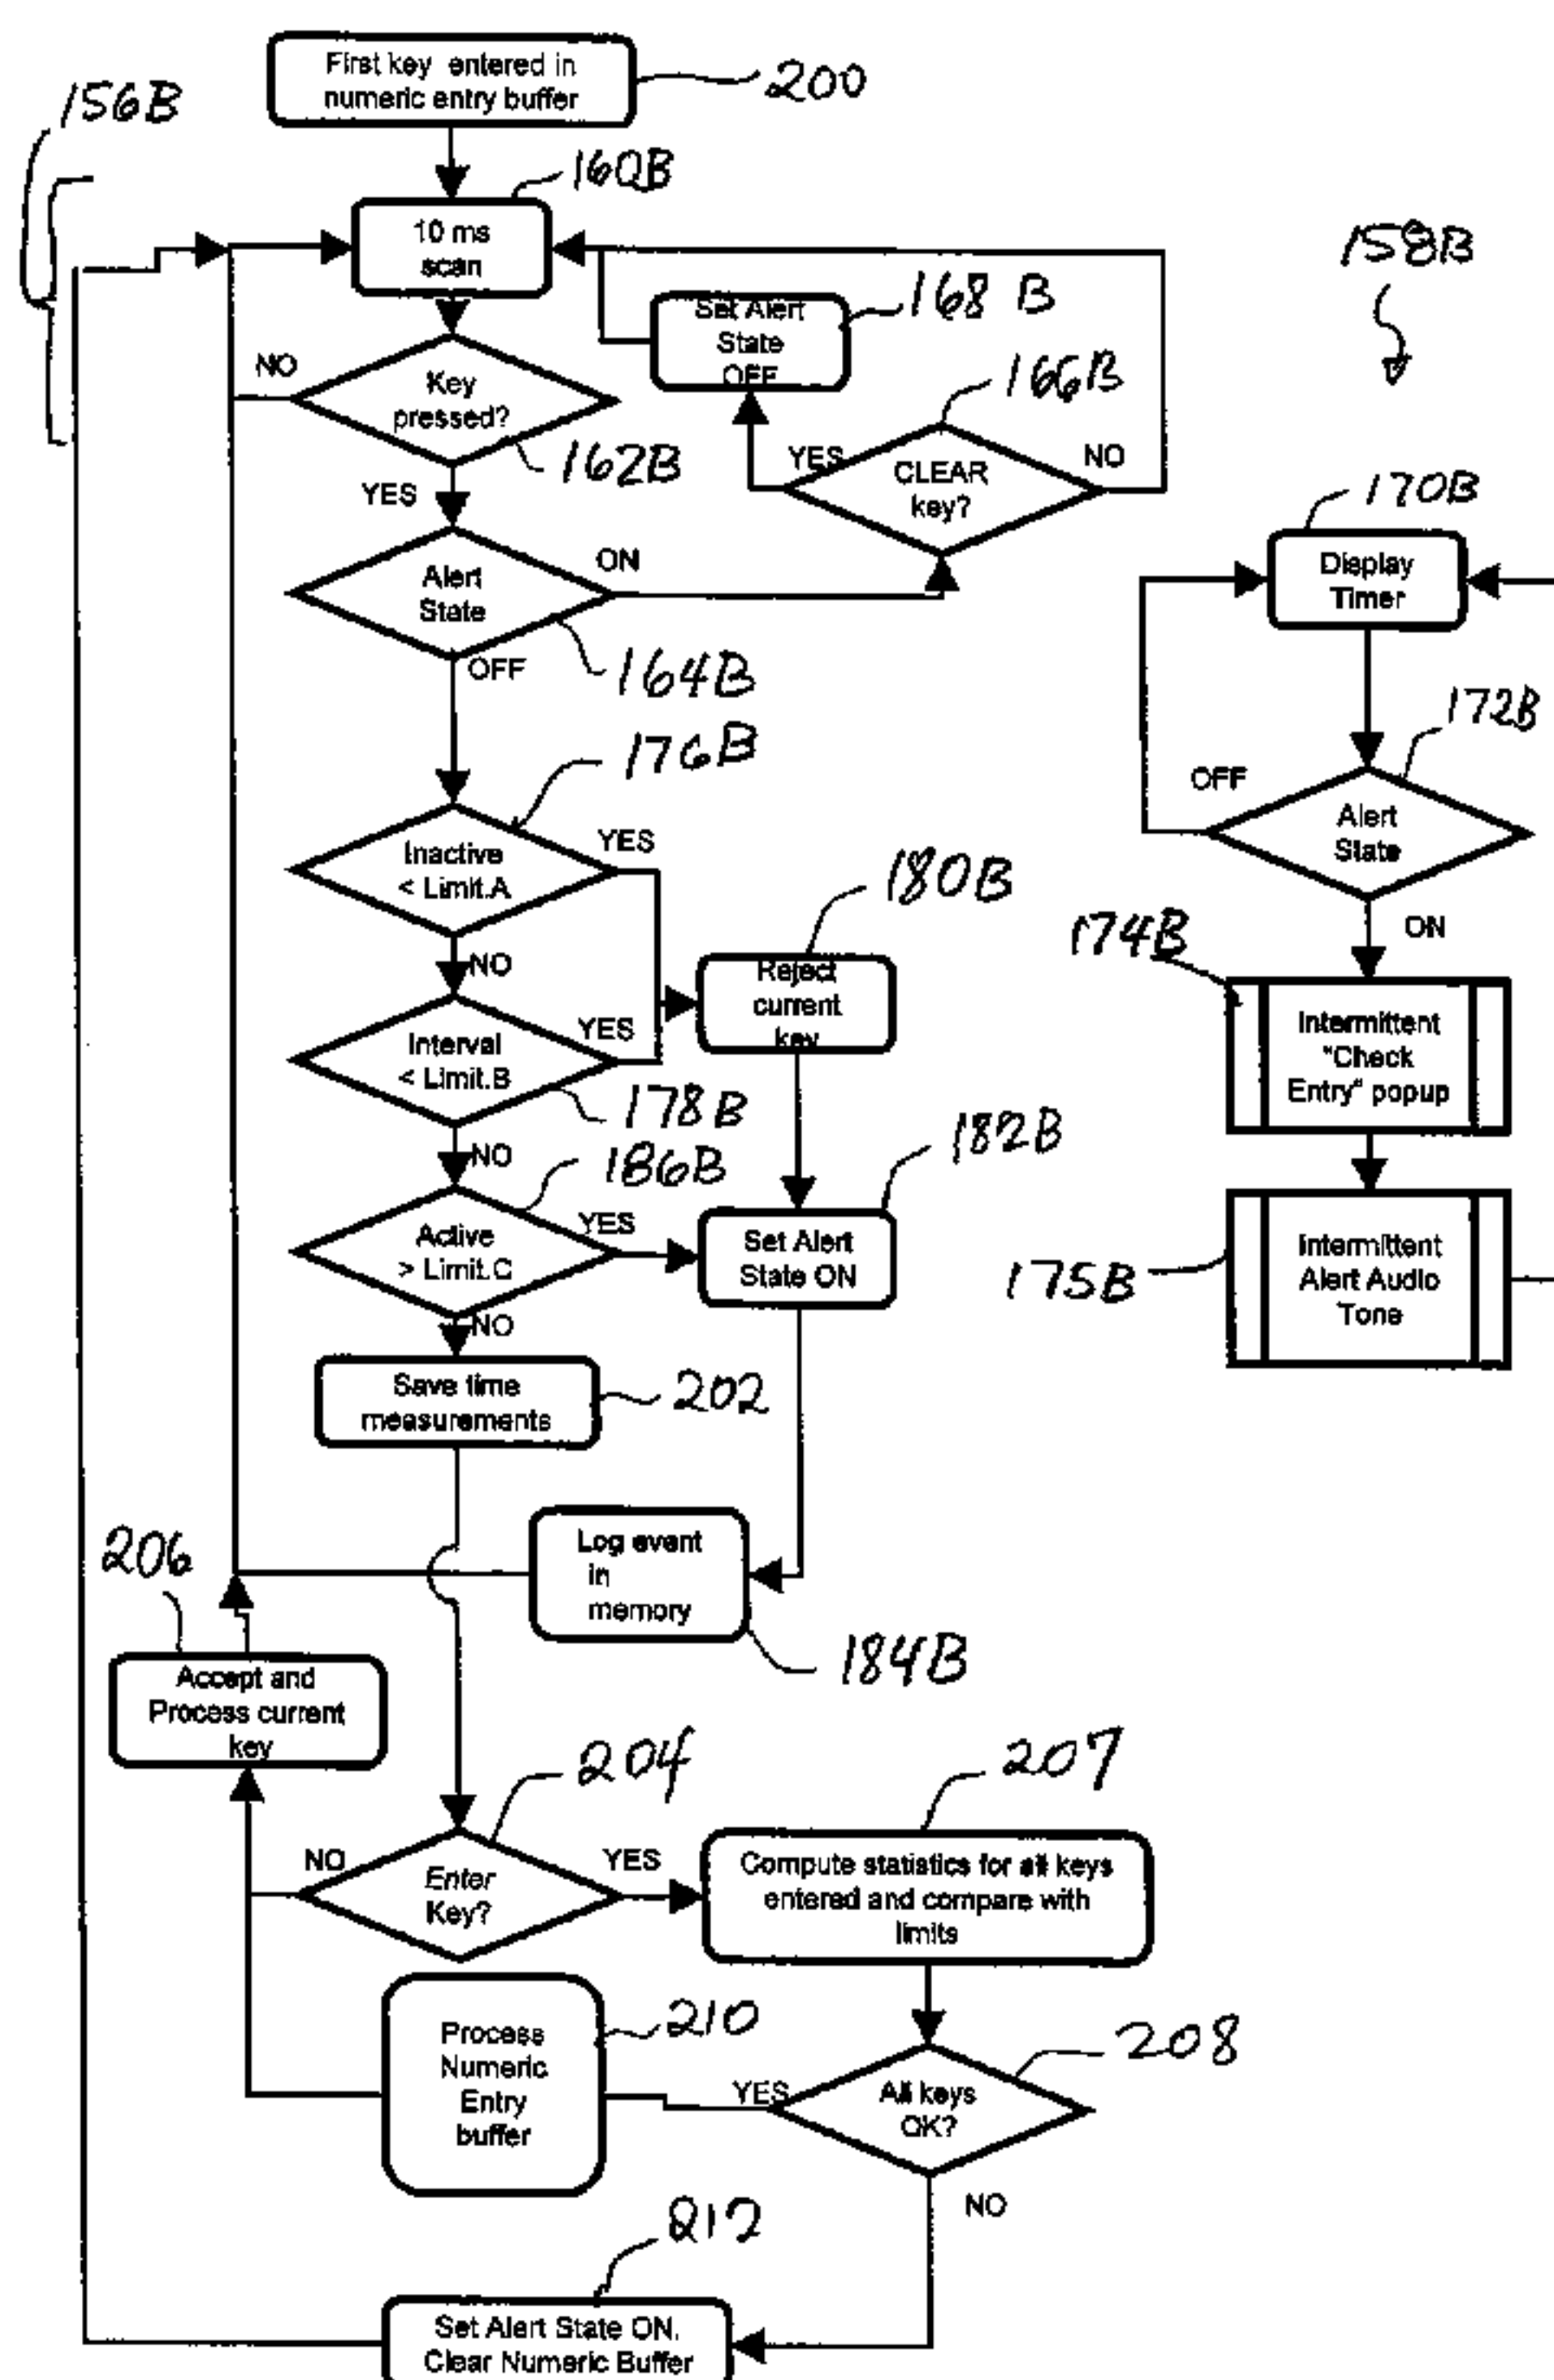 First key entered in
numeric entry buffer
200
156B
160B
10 ms
scan
158B
Set Alert
State
OFF
168 B
NO
Key
pressed?
162B
166B
YES
CLEAR
key?
NO
YES
170B
Display
Timer
Alert
State
ON
OFF
164B
172B
176B
OFF
Alert
State
ON
Inactive
< Limit.A
YES
NO
180B
Reject
current
key
174B
Intermittent
"Check
Entry" popup
Interval
< Limit.B
YES
178B
NO
186B
182B
Active
> Limit.C
YES
Set Alert
State ON
NO
175B
Intermittent
Alert Audio
Tone
Save time
measurements
202
Log event
in
memory
184B
206
Accept and
Process current
key
204
207
NO
Enter
Key?
YES
Compute statistics for all keys
entered and compare with
limits
Process
Numeric
Entry
buffer
210
208
YES
All keys
OK?
NO
212
Set Alert State ON.
Clear Numeric Buffer